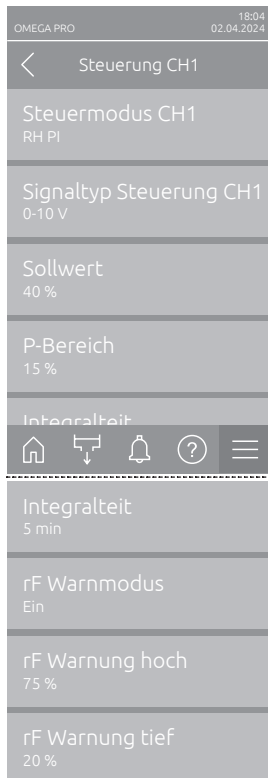 18:04
OMEGA PRO 02.04.2024
Steuerung CH1
Steuermodus CH1
RH PI
Signaltyp Steuerung CH1
0-10 V
Sollwert
40 %
P-Bereich
15 %
Integralteit
Integralteit
5 min
rF Warnmodus
Ein
rF Warnung hoch
75 %
rF Warnung tief
20 %